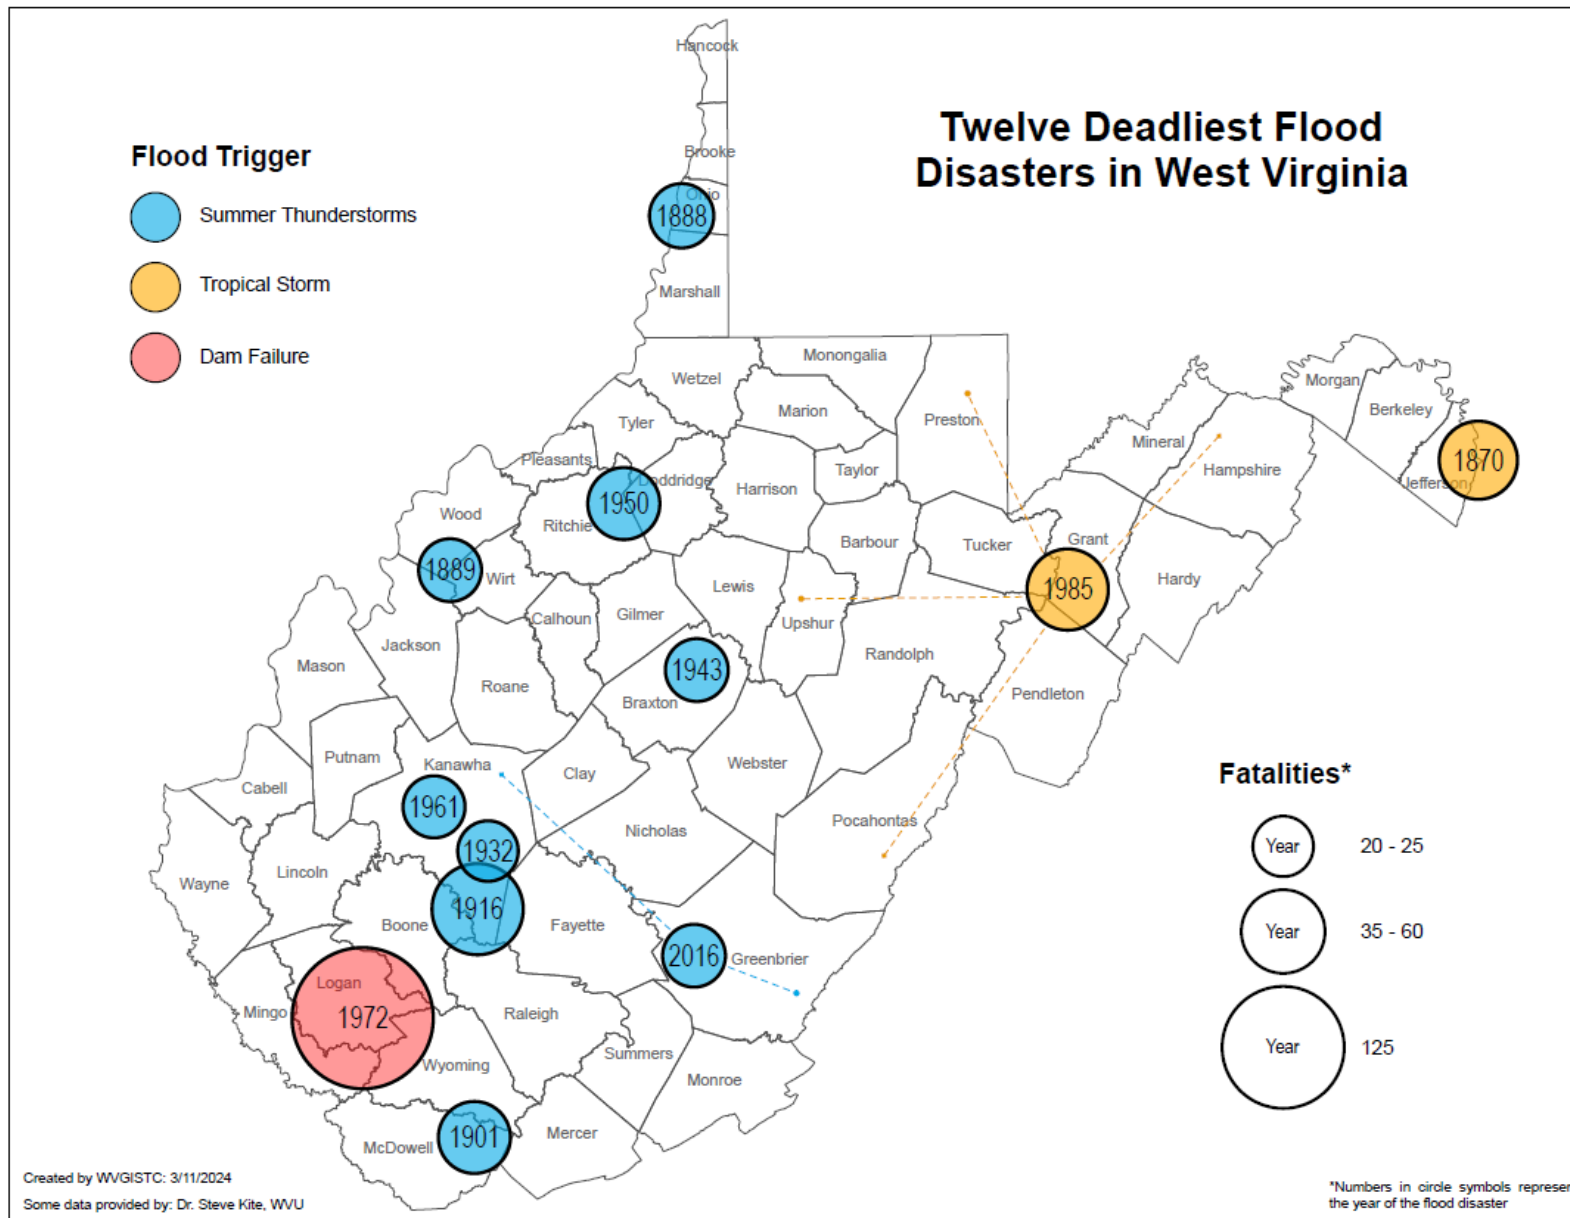 Twelve Deadliest Flood
Disasters in West Virginia
Flood Trigger
Summer Thunderstorms
Tropical Storm
Dam Failure
Hancock
Brooke
Ohio
1888
Marshall
Wetzel
Monongalia
Marion
Preston
Tyler
Pleasants
Doddridge
Harrison
Taylor
Mineral
Hampshire
Morgan
Berkeley
Jefferson
1870
1950
Ritchie
Wood
1889
Wirt
Barbour
Tucker
Grant
Hardy
1985
Lewis
Upshur
Gilmer
Calhoun
Jackson
Mason
Roane
1943
Braxton
Randolph
Pendleton
Putnam
Kanawha
Clay
Webster
Cabell
1961
1932
Nicholas
Pocahontas
Wayne
Lincoln
Boone
1916
Fayette
2016
Greenbrier
Logan
1972
Mingo
Raleigh
Wyoming
Summers
Monroe
McDowell
1901
Mercer
Fatalities*
Year 20 - 25
Year 35 - 60
Year 125
Created by WVGISTC: 3/11/2024
Some data provided by: Dr. Steve Kite, WVU
*Numbers in circle symbols represen
the year of the flood disaster